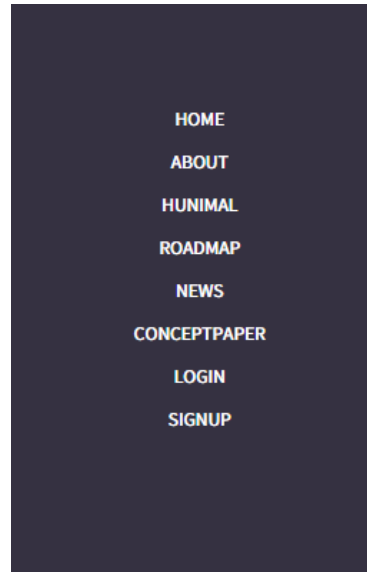 HOME
ABOUT
HUNIMAL
ROADMAP
NEWS
CONCEPTPAPER
LOGIN
SIGNUP